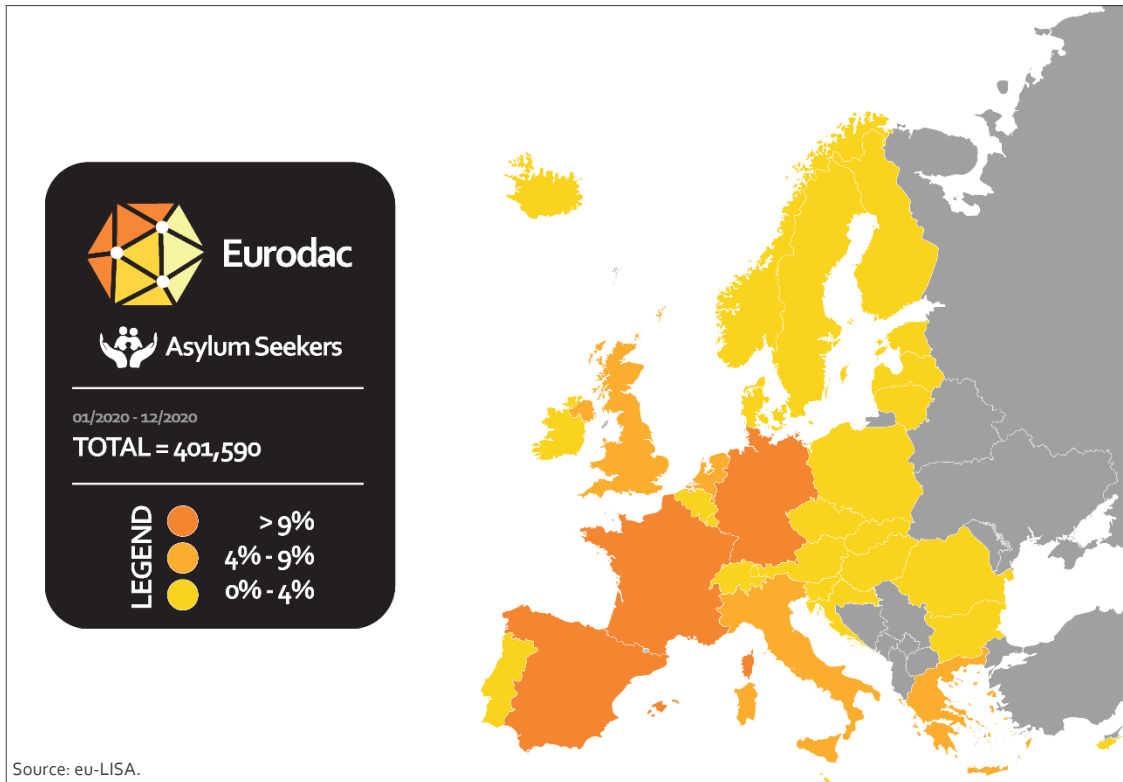 Eurodac
Asylum Seekers
01/2020 - 12/2020
TOTAL = 401,590
LEGEND
> 9%
4% - 9%
0% - 4%
Source: eu-LISA.